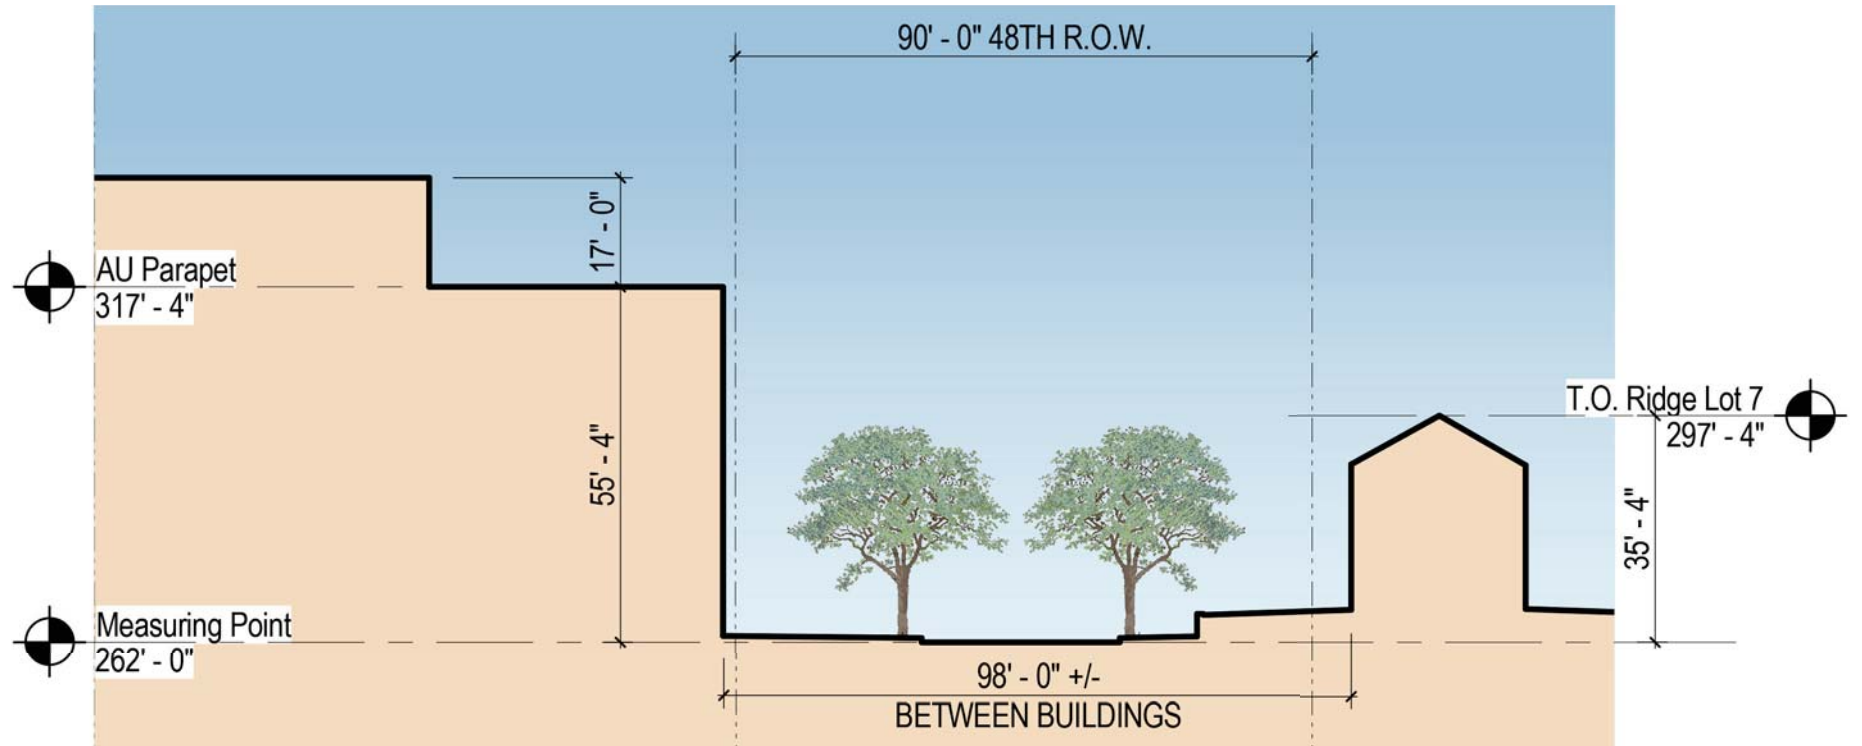 90' - 0" 48TH R.O.W.
17' - 0"
AU Parapet
317' - 4"
T.O. Ridge Lot 7
297' - 4"
55' - 4"
35' - 4"
Measuring Point
262' - 0"
98' - 0" +/-
BETWEEN BUILDINGS